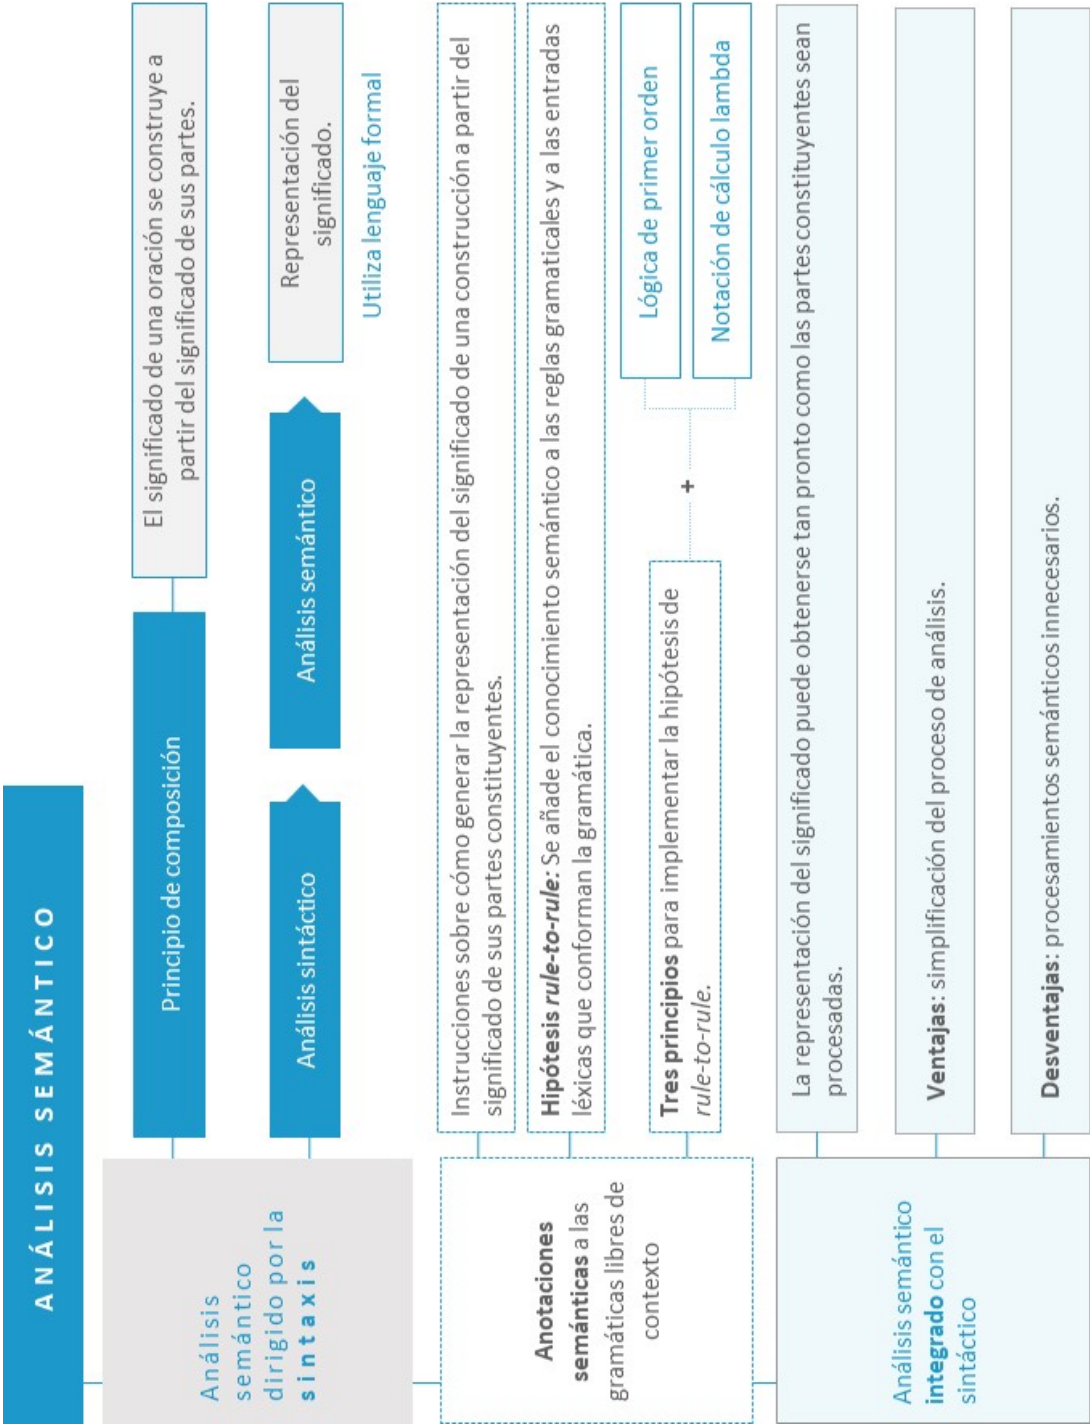 ANÁLISIS SEMÁNTICO
Análisis
semántico
dirigido por la
sintaxis
Principio de composición
El significado de una oración se construye a
partir del significado de sus partes.
Análisis sintáctico
Análisis semántico
Representación del
significado.
Utiliza lenguaje formal
Anotaciones
semánticas a las
gramáticas libres de
contexto
Instrucciones sobre cómo generar la representación del significado de una construcción a partir del
significado de sus partes constituyentes.
Hipótesis rule-to-rule: Se añade el conocimiento semántico a las reglas gramaticales y a las entradas
léxicas que conforman la gramática.
Tres principios para implementar la hipótesis de
rule-to-rule.
+
Lógica de primer orden
Notación de cálculo lambda
Análisis semántico
integrado con el
sintáctico
La representación del significado puede obtenerse tan pronto como las partes constituyentes sean
procesadas.
Ventajas: simplificación del proceso de análisis.
Desventajas: procesamientos semánticos innecesarios.